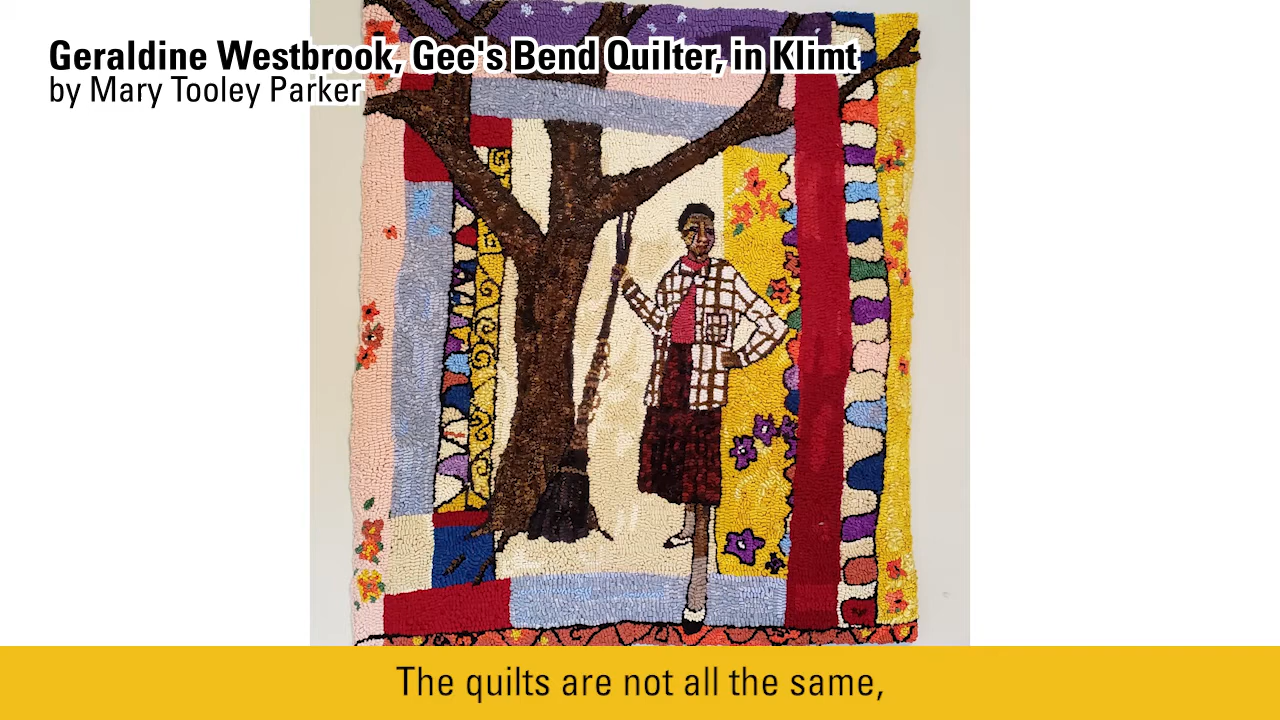 Geraldine Westbrook, Gee's Bend Quilter, in Klimt
by Mary Tooley Parker
The quilts are not all the same,